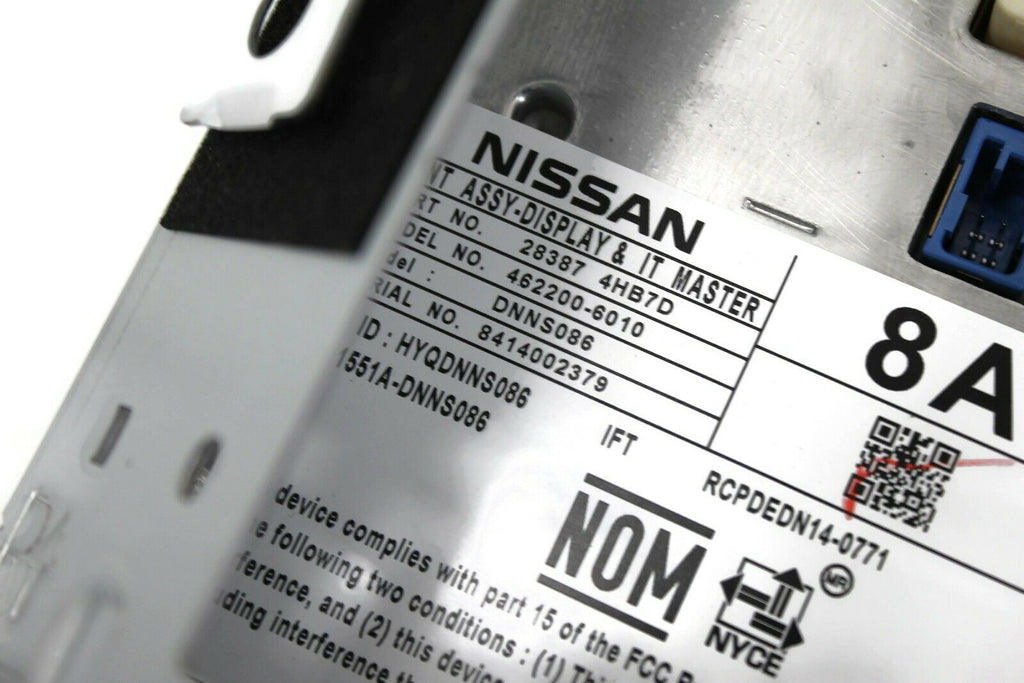 NISSAN
VT ASSY-DISPLAY & IT MASTER
RT NO. 28387 4HB7D
DEL NO. 462200-6010
del : DNNS086
RIAL NO. 8414002379
ID : HYQDNNS086
1551A-DNNS086
8A
IFT
RCPDEDN14-0771
NOM
NYCE
MR
device complies with part 15 of the FCC
e following two conditions : (1) This
ference, and (2) this device
ding interference